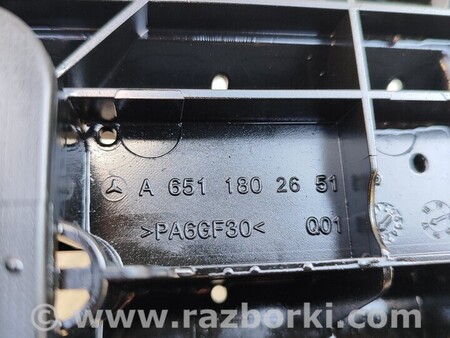 A 651 180 26 51
>PA6GF30< Q01
www.razborki.com